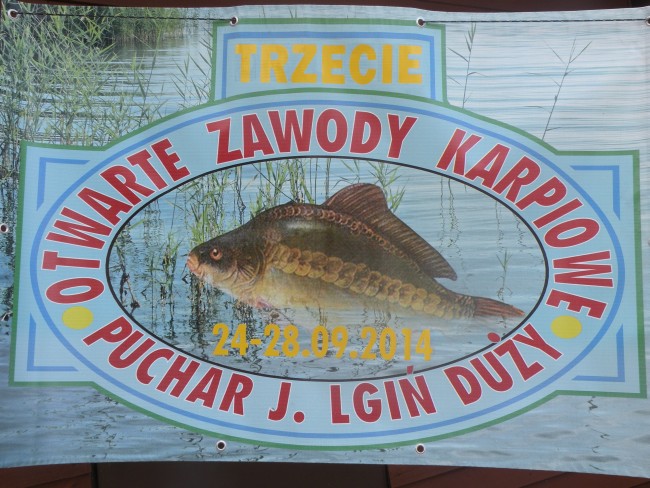 TRZECIE
OTWARTE ZAWODY KARPIOWE
24-28.09.2014
PUCHAR J. LGIŃ DUŻY